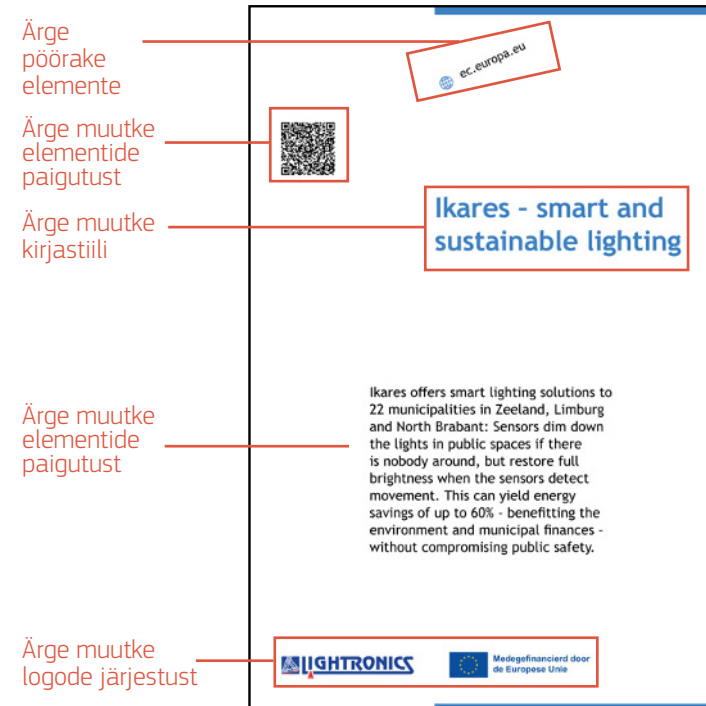 Ärge
pöörake
elemente
ec.europa.eu
Ärge muutke
elementide
paigutust
Ärge muutke
kirjastiili
Ikares - smart and
sustainable lighting
Ärge muutke
elementide
paigutust
Ikares offers smart lighting solutions to
22 municipalities in Zeeland, Limburg
and North Brabant: Sensors dim down
the lights in public spaces if there
is nobody around, but restore full
brightness when the sensors detect
movement. This can yield energy
savings of up to 60% - benefitting the
environment and municipal finances -
without compromising public safety.
Ärge muutke
logode järjestust
LIGHTRONICS
Medegefinancierd door
de Europese Unie